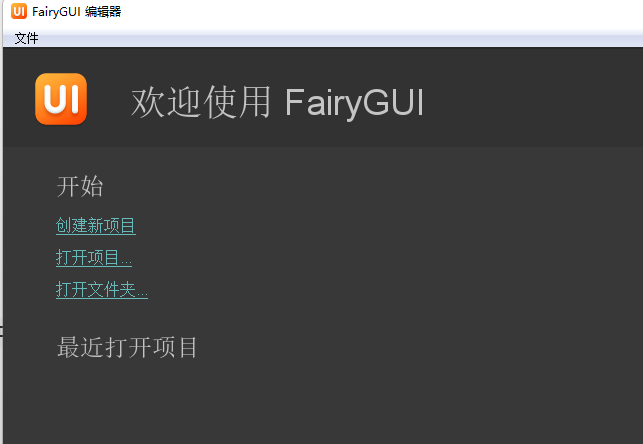 FairyGUI 编辑器
文件
UI 欢迎使用 FairyGUI
开始
创建新项目
打开项目...
打开文件夹...
最近打开项目